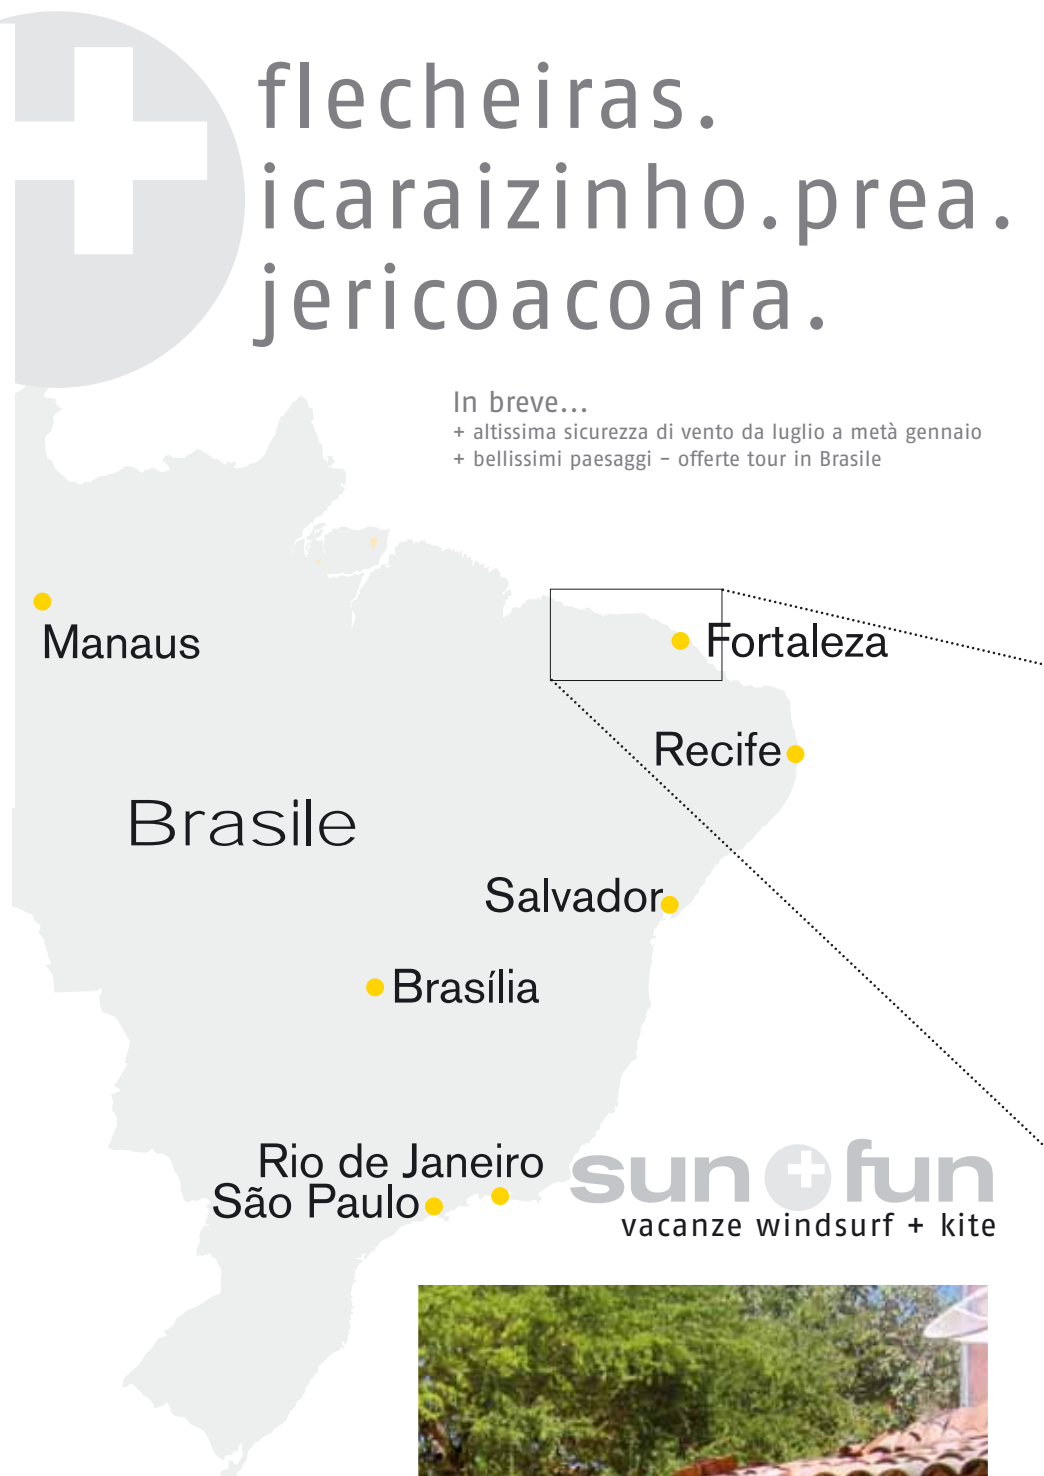 flecheiras.
icaraizinho.prea.
jericoacoara.
In breve...
+ altissima sicurezza di vento da luglio a metà gennaio
+ bellissimi paesaggi – offerte tour in Brasile
Manaus
Fortaleza
Recife
Brasile
Salvador
Brasília
Rio de Janeiro
São Paulo
sun+fun
vacanze windsurf + kite